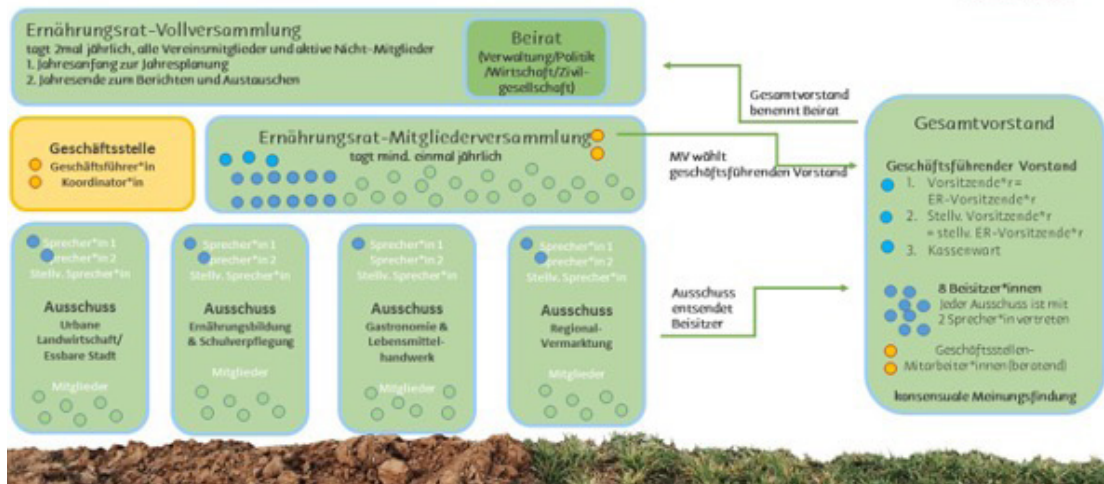 Ernährungsrat-Vollversammlung
tagt 2mal jährlich, alle Vereinsmitglieder und aktive Nicht-Mitglieder
1. Jahresanfang zur Jahresplanung
2. Jahresende zum Berichten und Austauschen
Beirat
(Verwaltung/Politik
/Wirtschaft/Zivil-
gesellschaft)
Gesamtvorstand
benennt Beirat
Geschäftsstelle
Geschäftsführer*in
Koordinator*in
Ernährungsrat-Mitgliederversammlung
tagt mind. einmal jährlich
MV wählt
geschäftsführenden Vorstand
Sprecher*in 1
Sprecher*in 2
Stellv. Sprecher*in
Ausschuss
Urbane
Landwirtschaft/
Essbare Stadt
Mitglieder
Sprecher*in 1
Sprecher*in 2
Stellv. Sprecher*in
Ausschuss
Ernährungsbildung
& Schulverpflegung
Mitglieder
Sprecher*in 1
Sprecher*in 2
Stellv. Sprecher*in
Ausschuss
Gastronomie &
Lebensmittel-
handwerk
Mitglieder
Sprecher*in 1
Sprecher*in 2
Stellv. Sprecher*in
Ausschuss
Regional-
Vermarktung
Mitglieder
Ausschuss
entsendet
Beisitzer
Gesamtvorstand
Geschäftsführender Vorstand
1. Vorsitzende*r =
ER-Vorsitzende*r
2. Stellv. Vorsitzende*r
= stellv. ER-Vorsitzende*r
3. Kassenwart
8 Beisitzer*innen
Jeder Ausschuss ist mit
2 Sprecher*in vertreten
Geschäftsstellen-
Mitarbeiter*innen (beratend)
konsensuale Meinungsfindung